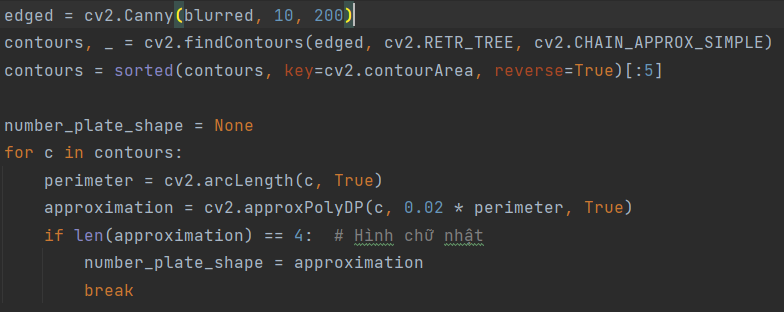 edged = cv2.Canny(blurred, 10, 200)
contours, _ = cv2.findContours(edged, cv2.RETR_TREE, cv2.CHAIN_APPROX_SIMPLE)
contours = sorted(contours, key=cv2.contourArea, reverse=True)[:5]
number_plate_shape = None
for c in contours:
    perimeter = cv2.arcLength(c, True)
    approximation = cv2.approxPolyDP(c, 0.02 * perimeter, True)
    if len(approximation) == 4:  # Hình chữ nhật
        number_plate_shape = approximation
        break